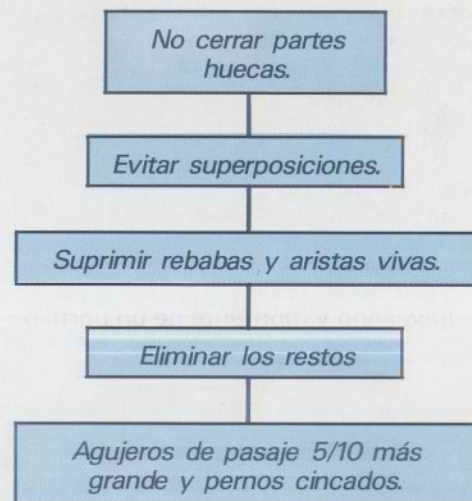 No cerrar partes
huecas.
Evitar superposiciones.
Suprimir rebabas y aristas vivas.
Eliminar los restos
Agujeros de pasaje 5/10 más
grande y pernos cincados.